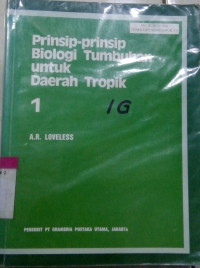 Prinsip-prinsip
Biologi Tumbuhan
untuk
Daerah Tropik
1
1G
A.R. LOVELESS
PENERBIT PT GRAMEDIA PUSTAKA UTAMA, JAKARTA